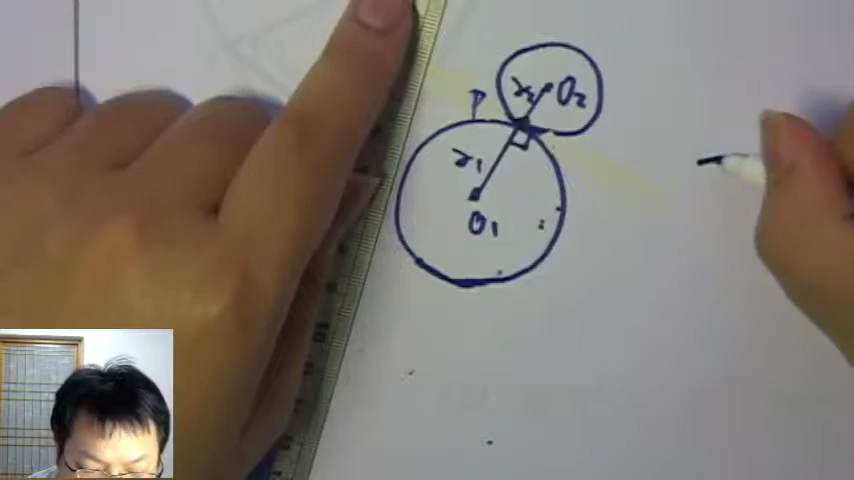 r₂ O₂
P
r₁
O₁